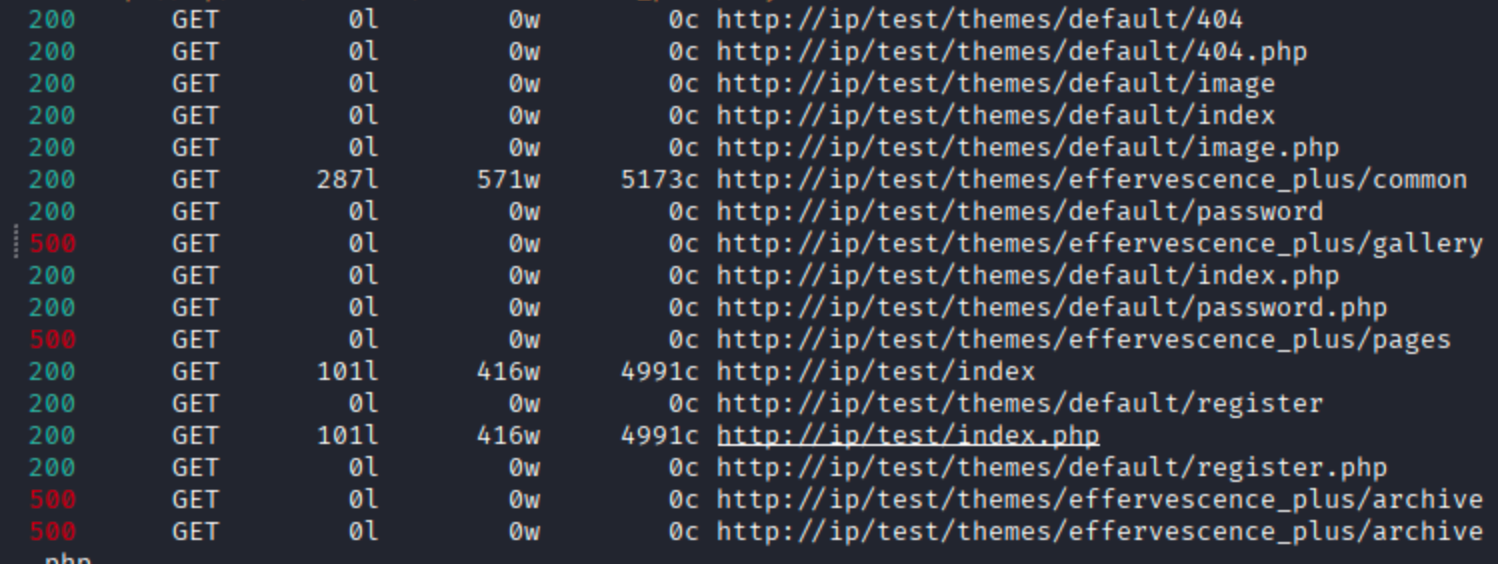 200 GET 0l 0w 0c http://ip/test/themes/default/404
200 GET 0l 0w 0c http://ip/test/themes/default/404.php
200 GET 0l 0w 0c http://ip/test/themes/default/image
200 GET 0l 0w 0c http://ip/test/themes/default/index
200 GET 0l 0w 0c http://ip/test/themes/default/image.php
200 GET 287l 571w 5173c http://ip/test/themes/effervescence_plus/common
200 GET 0l 0w 0c http://ip/test/themes/default/password
500 GET 0l 0w 0c http://ip/test/themes/effervescence_plus/gallery
200 GET 0l 0w 0c http://ip/test/themes/default/index.php
200 GET 0l 0w 0c http://ip/test/themes/default/password.php
500 GET 0l 0w 0c http://ip/test/themes/effervescence_plus/pages
200 GET 101l 416w 4991c http://ip/test/index
200 GET 0l 0w 0c http://ip/test/themes/default/register
200 GET 101l 416w 4991c http://ip/test/index.php
200 GET 0l 0w 0c http://ip/test/themes/default/register.php
500 GET 0l 0w 0c http://ip/test/themes/effervescence_plus/archive
500 GET 0l 0w 0c http://ip/test/themes/effervescence_plus/archive
.php